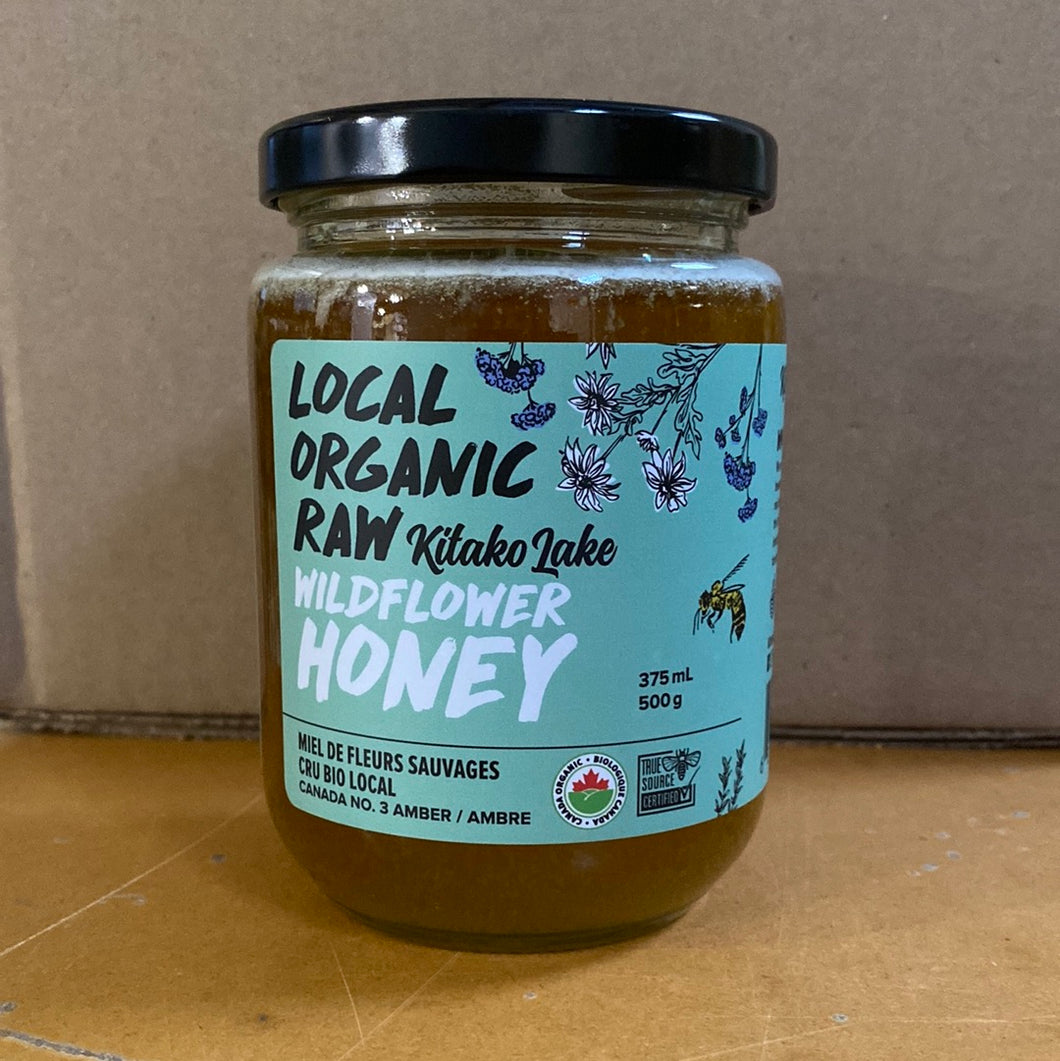 LOCAL
ORGANIC
RAW Kitako Lake
WILDFLOWER
HONEY
375 mL
500 g
MIEL DE FLEURS SAUVAGES
CRU BIO LOCAL
CANADA NO. 3 AMBER / AMBRE
CANADA ORGANIC • BIOLOGIQUE CANADA •
TRUE
SOURCE
CERTIFIED